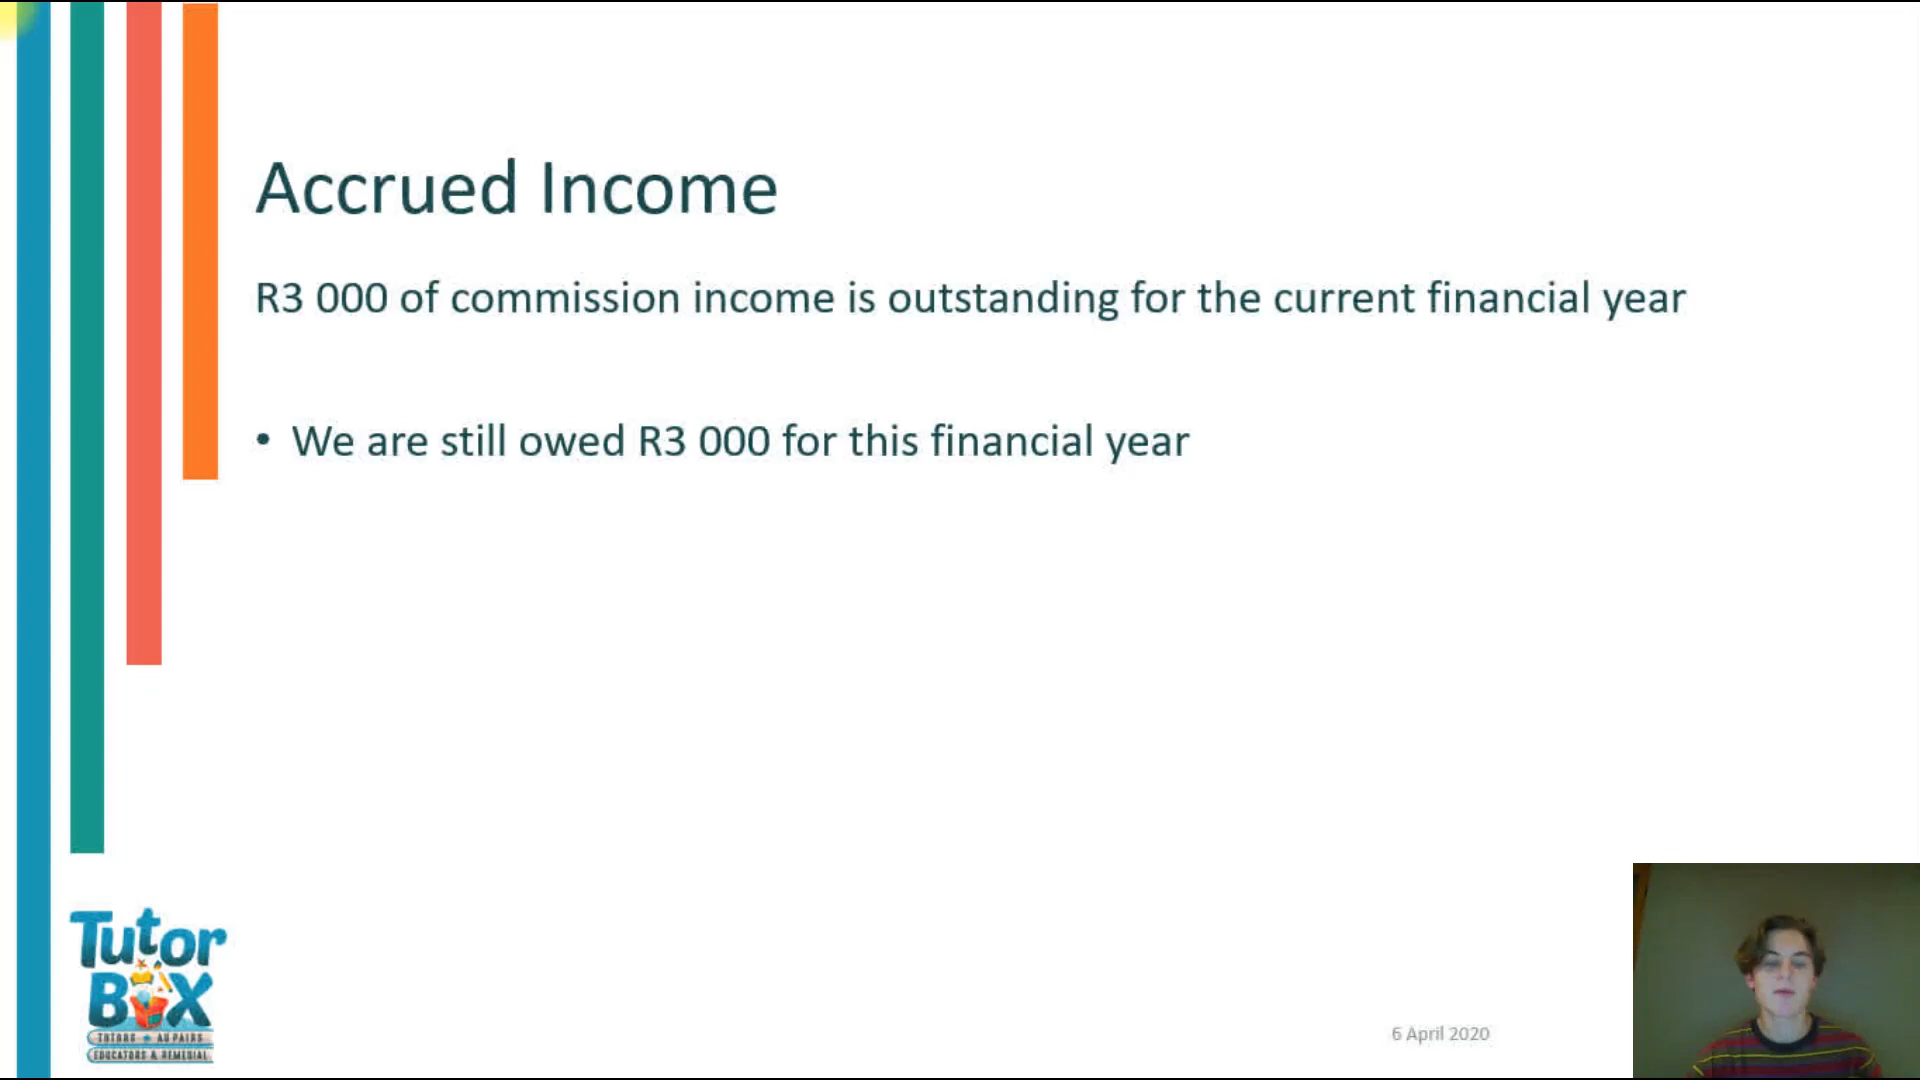 Accrued Income
R3 000 of commission income is outstanding for the current financial year
• We are still owed R3 000 for this financial year
Tutor
BOX
TUTORS + AU PAIRS
EDUCATORS & REMEDIAL
6 April 2020